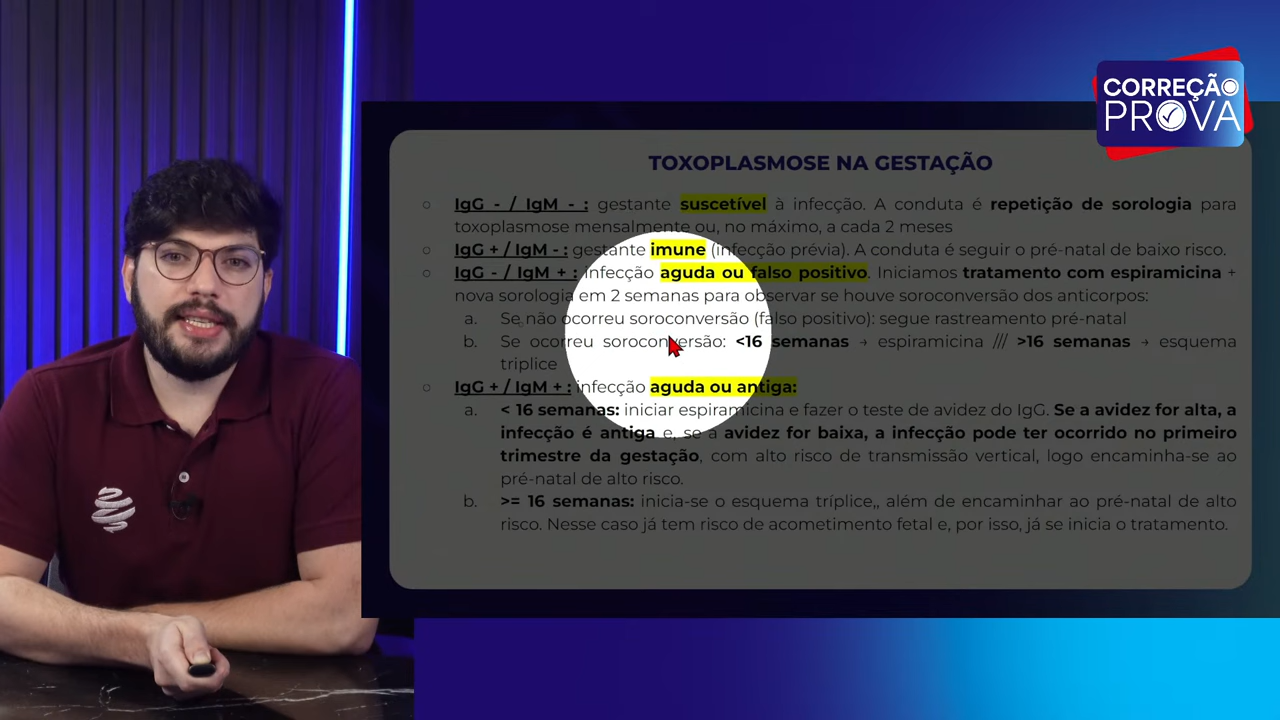 CORREÇÃO
PROVA
TOXOPLASMOSE NA GESTAÇÃO
○ IgG - / IgM - : gestante suscetível à infecção. A conduta é repetição de sorologia para
toxoplasmose mensalmente ou, no máximo, a cada 2 meses
○ IgG + / IgM - : gestante imune (infecção prévia). A conduta é seguir o pré-natal de baixo risco.
○ IgG - / IgM + : infecção aguda ou falso positivo. Iniciamos tratamento com espiramicina +
nova sorologia em 2 semanas para observar se houve soroconversão dos anticorpos:
a. Se não ocorreu soroconversão (falso positivo): segue rastreamento pré-natal
b. Se ocorreu soroconversão: <16 semanas → espiramicina /// >16 semanas → esquema
triplice
○ IgG + / IgM + : infecção aguda ou antiga:
a. < 16 semanas: iniciar espiramicina e fazer o teste de avidez do IgG. Se a avidez for alta, a
infecção é antiga e, se a avidez for baixa, a infecção pode ter ocorrido no primeiro
trimestre da gestação, com alto risco de transmissão vertical, logo encaminha-se ao
pré-natal de alto risco.
b. >= 16 semanas: inicia-se o esquema tríplice,, além de encaminhar ao pré-natal de alto
risco. Nesse caso já tem risco de acometimento fetal e, por isso, já se inicia o tratamento.